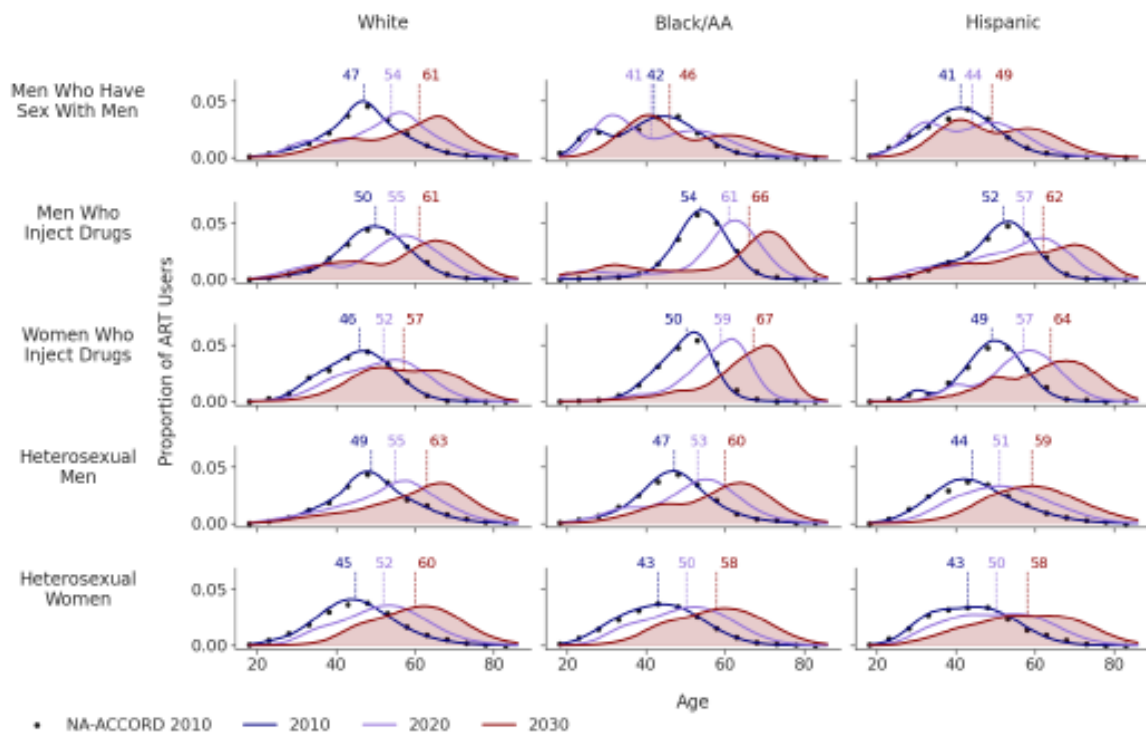 White Black/AA Hispanic
Men Who Have
Sex With Men
47 54 61 41 42 46 41 44 49
0.05
0.00
Men Who
Inject Drugs
50 55 61 54 61 66 52 57 62
0.05
0.00
Women Who
Inject Drugs
46 52 57 50 59 67 49 57 64
0.05
0.00
Heterosexual
Men
49 55 63 47 53 60 44 51 59
0.05
0.00
Heterosexual
Women
45 52 60 43 50 58 43 50 58
0.05
0.00
Proportion of ART Users
20 40 60 80 20 40 60 80 20 40 60 80
Age
NA-ACCORD 2010 2010 2020 2030